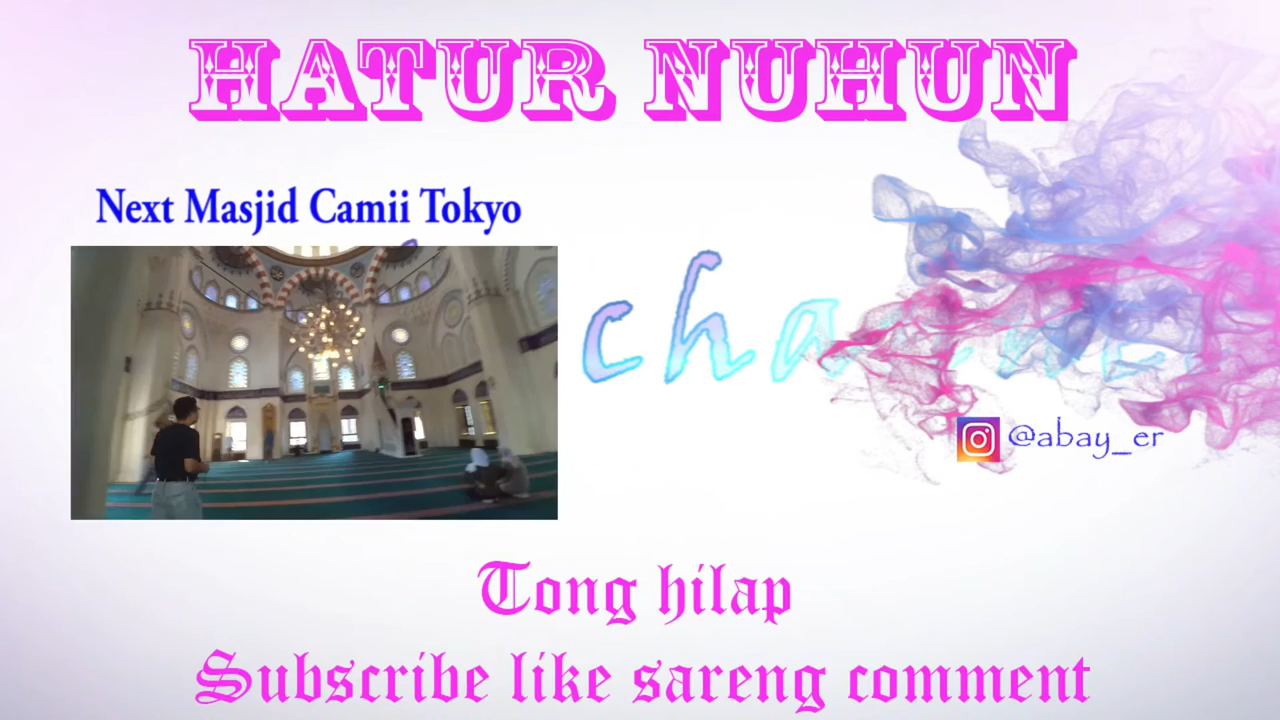 HATUR NUHUN
Next Masjid Camii Tokyo
@abay_er
Tong hilap
Subscribe like sareng comment